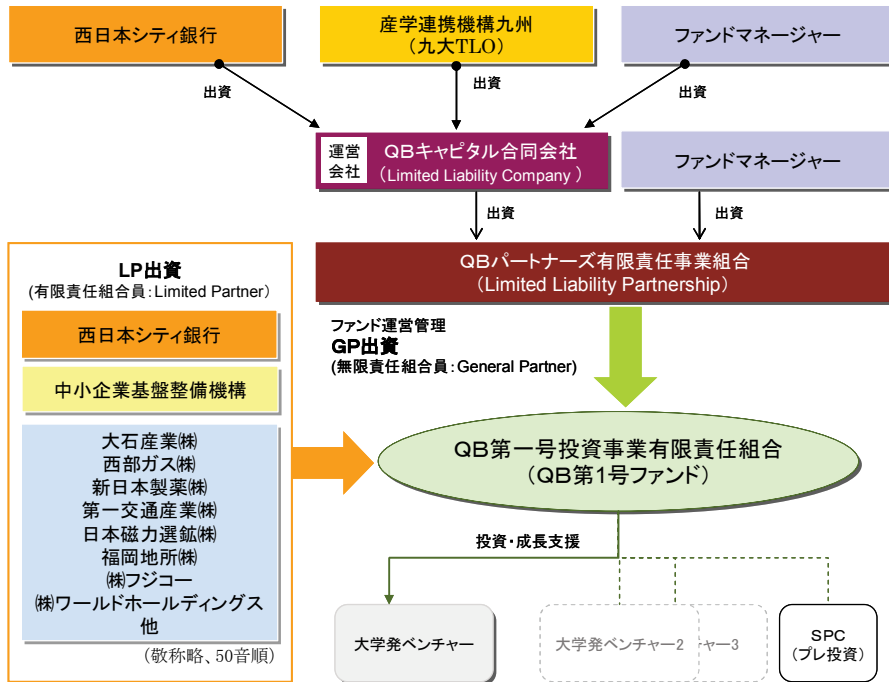 西日本シティ銀行
産学連携機構九州
（九大TLO）
ファンドマネージャー
出資
出資
出資
運営
会社
QBキャピタル合同会社
（Limited Liability Company ）
ファンドマネージャー
出資
出資
QBパートナーズ有限責任事業組合
（Limited Liability Partnership）
LP出資
(有限責任組合員：Limited Partner)
西日本シティ銀行
中小企業基盤整備機構
大石産業㈱
西部ガス㈱
新日本製薬㈱
第一交通産業㈱
日本磁力選鉱㈱
福岡地所㈱
㈱フジコー
㈱ワールドホールディングス
他
(敬称略、50音順)
ファンド運営管理
GP出資
(無限責任組合員：General Partner)
QB第一号投資事業有限責任組合
（QB第1号ファンド）
投資・成長支援
大学発ベンチャー
大学発ベンチャー2
チャー3
SPC
（プレ投資）